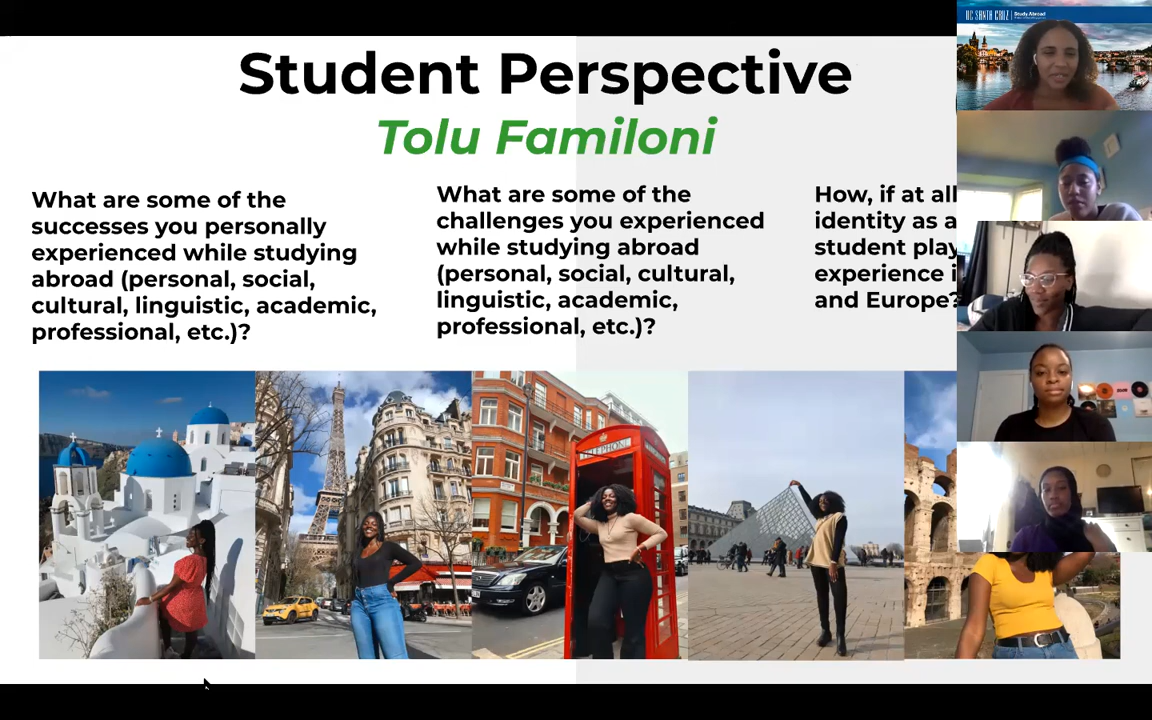 Student Perspective
Tolu Familoni
What are some of the
successes you personally
experienced while studying
abroad (personal, social,
cultural, linguistic, academic,
professional, etc.)?
What are some of the
challenges you experienced
while studying abroad
(personal, social, cultural,
linguistic, academic,
professional, etc.)?
How, if at all
identity as a
student play
experience i
and Europe?
UC SANTA CRUZ Study Abroad